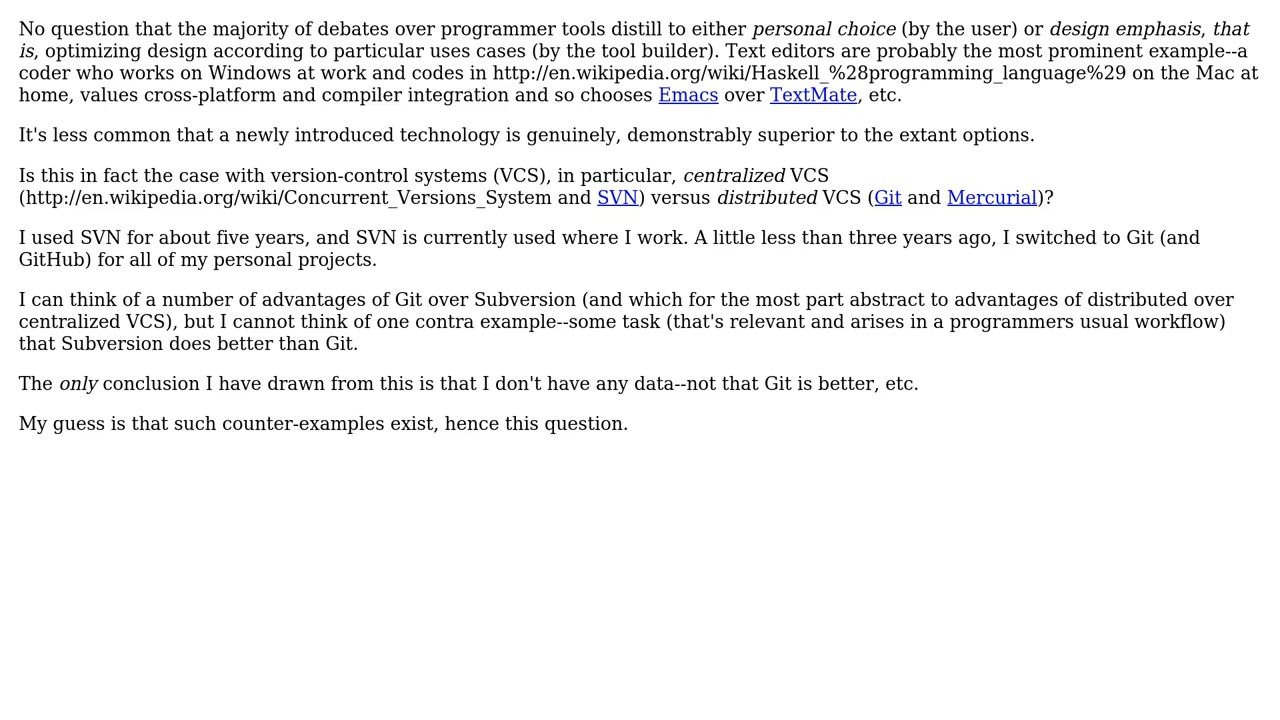 No question that the majority of debates over programmer tools distill to either personal choice (by the user) or design emphasis, that
is, optimizing design according to particular uses cases (by the tool builder). Text editors are probably the most prominent example--a
coder who works on Windows at work and codes in http://en.wikipedia.org/wiki/Haskell_%28programming_language%29 on the Mac at
home, values cross-platform and compiler integration and so chooses Emacs over TextMate, etc.
It's less common that a newly introduced technology is genuinely, demonstrably superior to the extant options.
Is this in fact the case with version-control systems (VCS), in particular, centralized VCS
(http://en.wikipedia.org/wiki/Concurrent_Versions_System and SVN) versus distributed VCS (Git and Mercurial)?
I used SVN for about five years, and SVN is currently used where I work. A little less than three years ago, I switched to Git (and
GitHub) for all of my personal projects.
I can think of a number of advantages of Git over Subversion (and which for the most part abstract to advantages of distributed over
centralized VCS), but I cannot think of one contra example--some task (that's relevant and arises in a programmers usual workflow)
that Subversion does better than Git.
The only conclusion I have drawn from this is that I don't have any data--not that Git is better, etc.
My guess is that such counter-examples exist, hence this question.